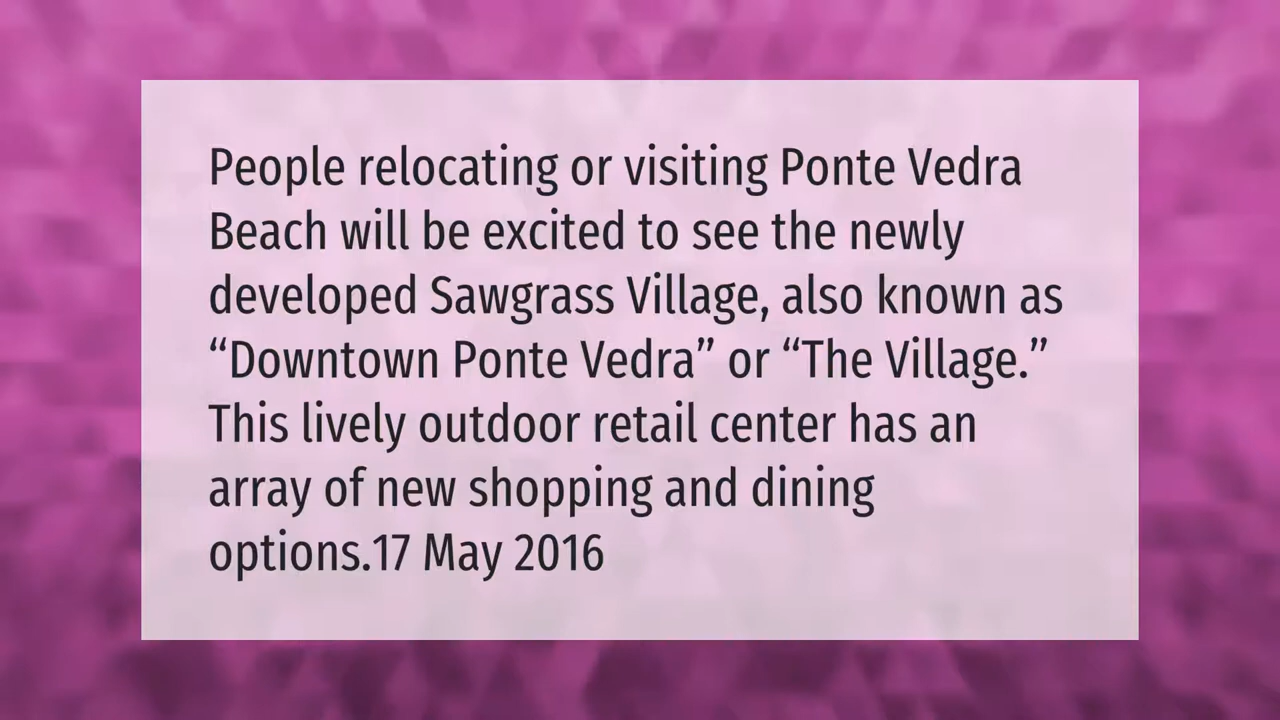 People relocating or visiting Ponte Vedra
Beach will be excited to see the newly
developed Sawgrass Village, also known as
“Downtown Ponte Vedra” or “The Village.”
This lively outdoor retail center has an
array of new shopping and dining
options.17 May 2016